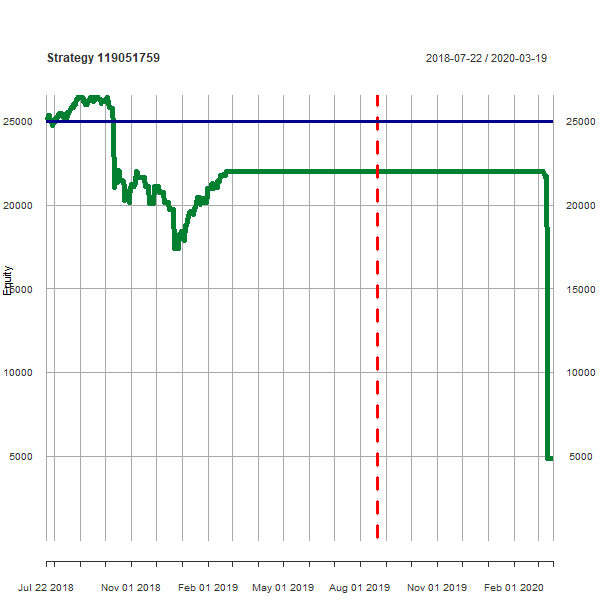 Strategy 119051759
2018-07-22 / 2020-03-19
25000
25000
20000
20000
Equity
15000
15000
10000
10000
5000
5000
Jul 22 2018
Nov 01 2018
Feb 01 2019
May 01 2019
Aug 01 2019
Nov 01 2019
Feb 01 2020